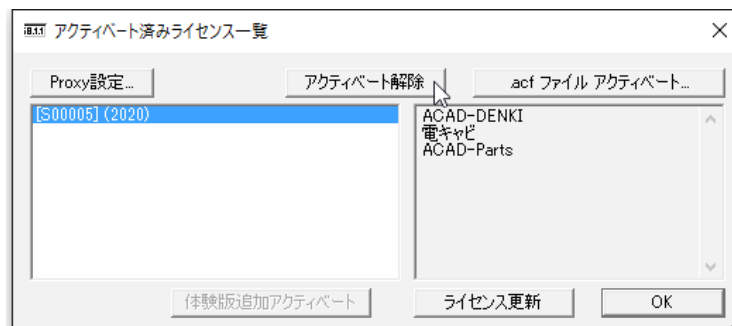 i8.1.1 アクティベート済みライセンス一覧
Proxy設定...
アクティベート解除
.acf ファイル アクティベート...
[S00005] (2020)
ACAD-DENKI
電キャビ
ACAD-Parts
体験版追加アクティベート
ライセンス更新
OK